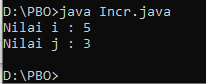 D:\PBO>java Incr.java
Nilai i : 5
Nilai j : 3
D:\PBO>